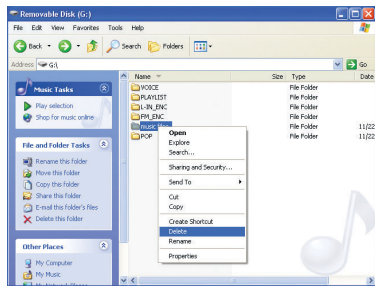 Removable Disk (G:)
File Edit View Favorites Tools Help
Back Search Folders
Address G:\ Go
Name Size Type Date
Music Tasks
Play selection
Shop for music online
File and Folder Tasks
Rename this folder
Move this folder
Copy this folder
Share this folder
E-mail this folder's files
Delete this folder
Other Places
My Computer
My Music
VOICE File Folder
PLAYLIST File Folder
L-IN_ENC File Folder
FM_ENC File Folder
music files File Folder 11/22
POP File Folder 11/22
Open
Explore
Search...
Sharing and Security...
Send To
Cut
Copy
Create Shortcut
Delete
Rename
Properties